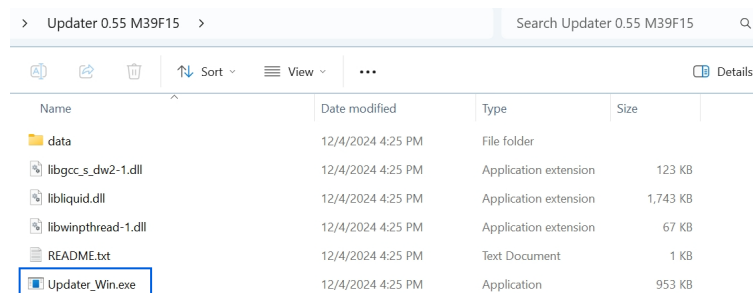 Updater 0.55 M39F15
Search Updater 0.55 M39F15
Sort View Details
Name Date modified Type Size
data 12/4/2024 4:25 PM File folder
libgcc_s_dw2-1.dll 12/4/2024 4:25 PM Application extension 123 KB
libliquid.dll 12/4/2024 4:25 PM Application extension 1,743 KB
libwinpthread-1.dll 12/4/2024 4:25 PM Application extension 67 KB
README.txt 12/4/2024 4:25 PM Text Document 1 KB
Updater_Win.exe 12/4/2024 4:25 PM Application 953 KB